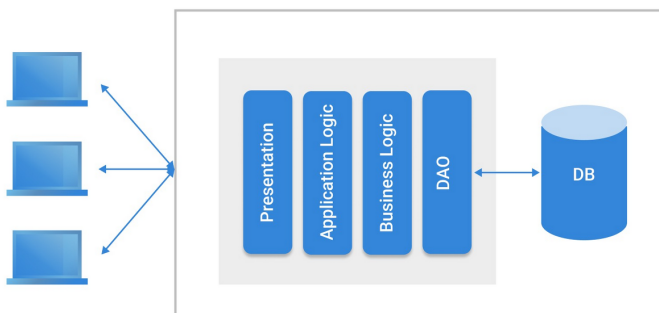 Presentation
Application Logic
Business Logic
DAO
DB